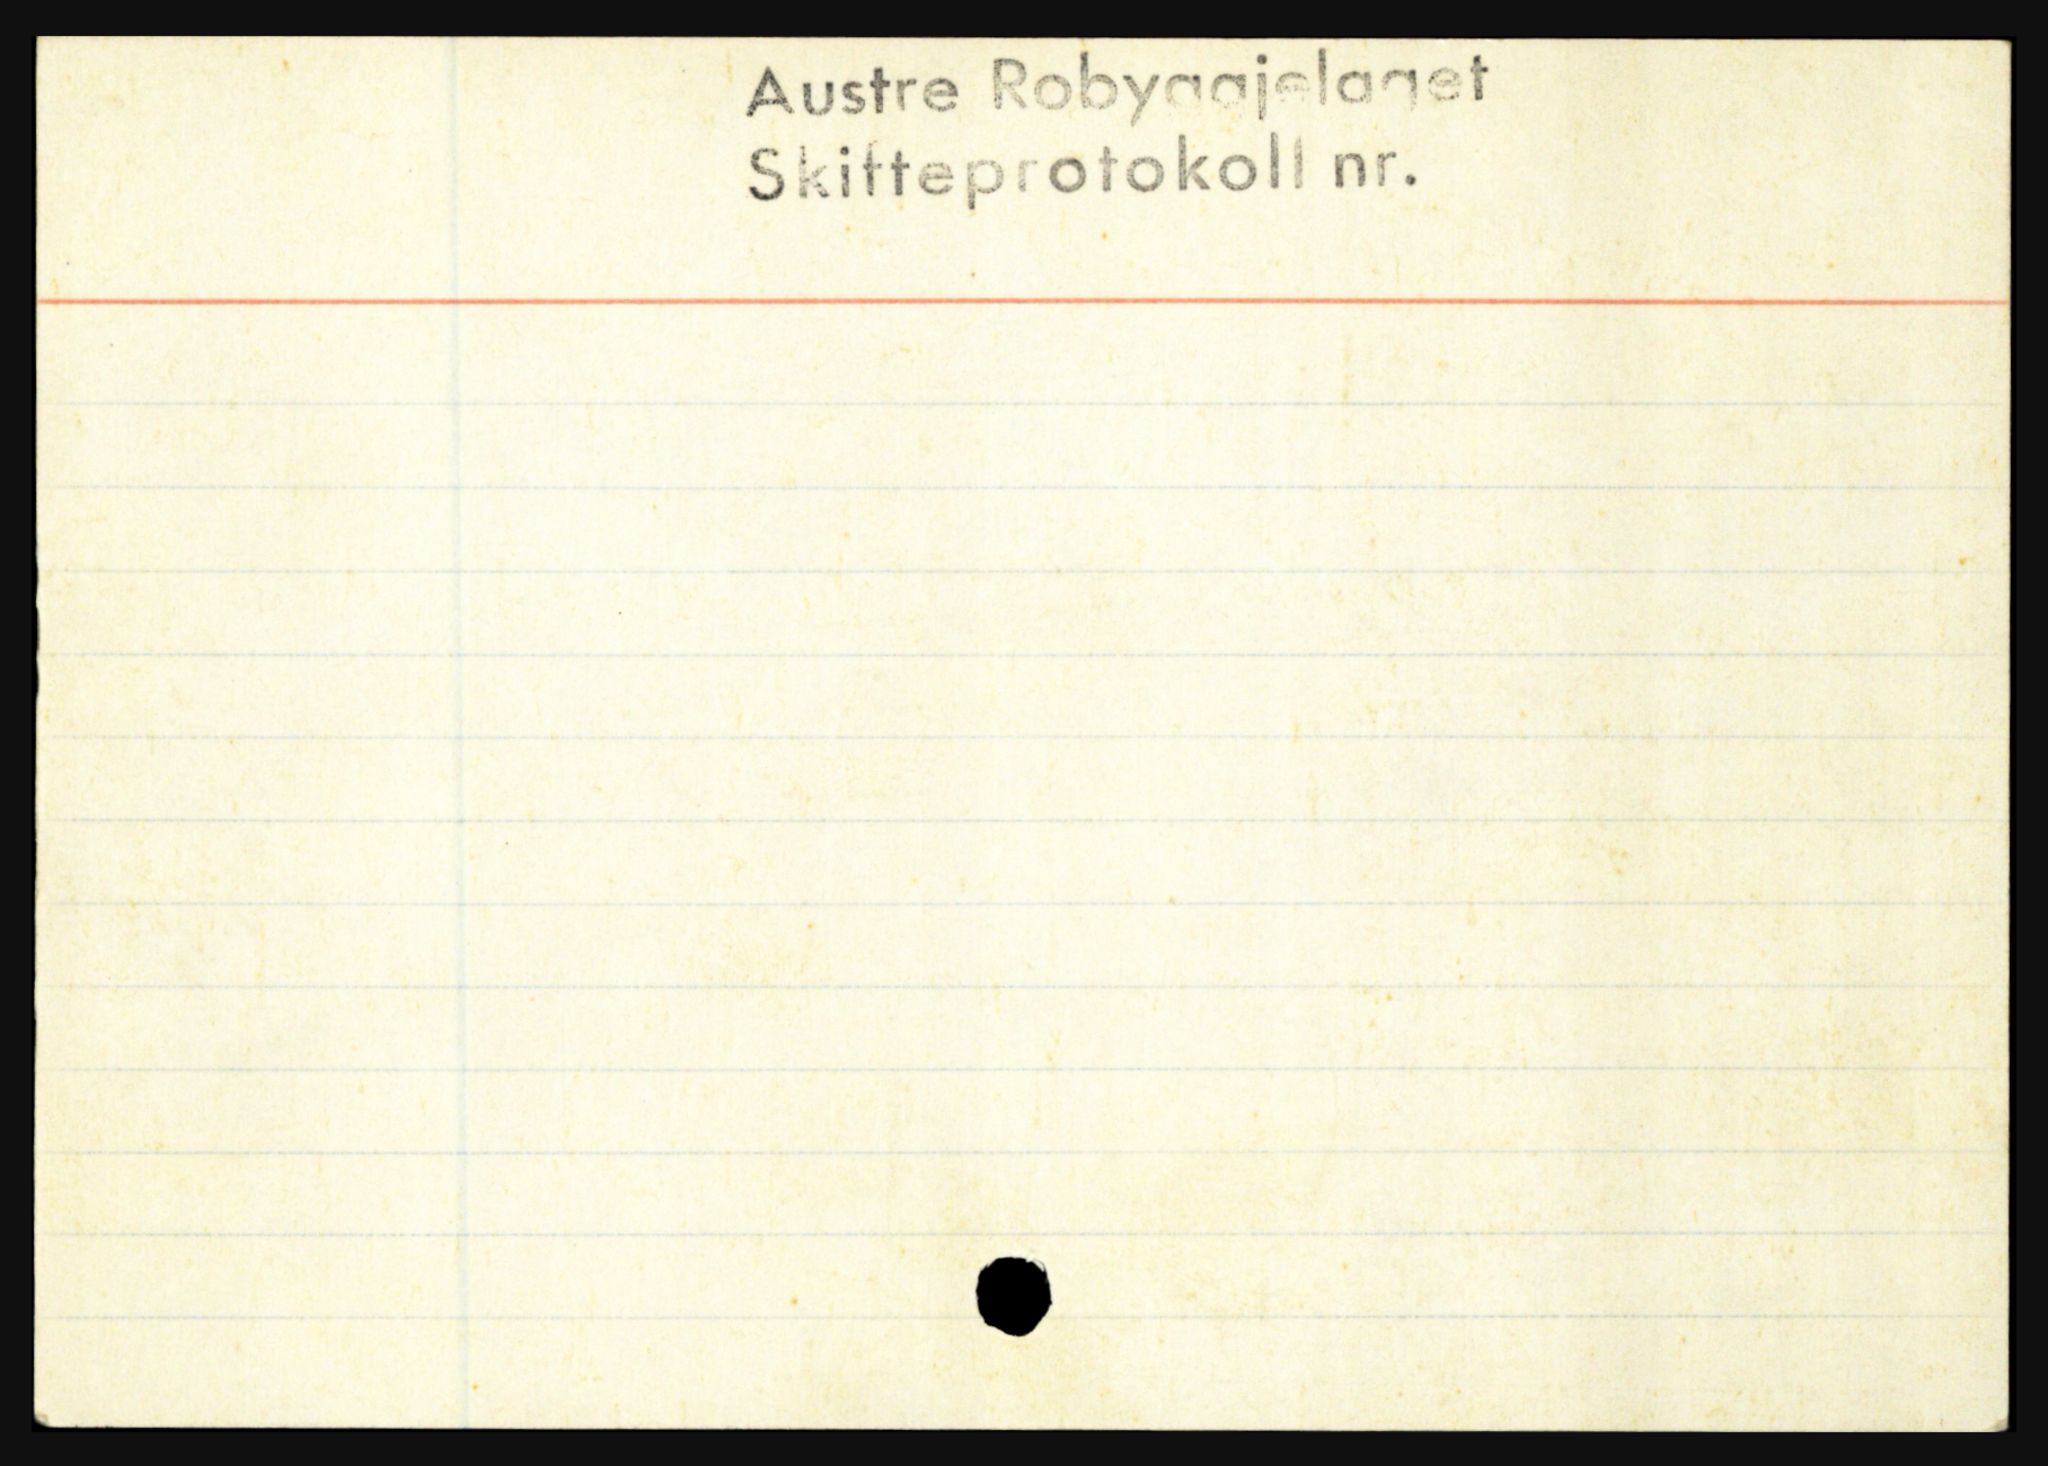 Austre Robyggjelaget
Skifteprotokoll nr.